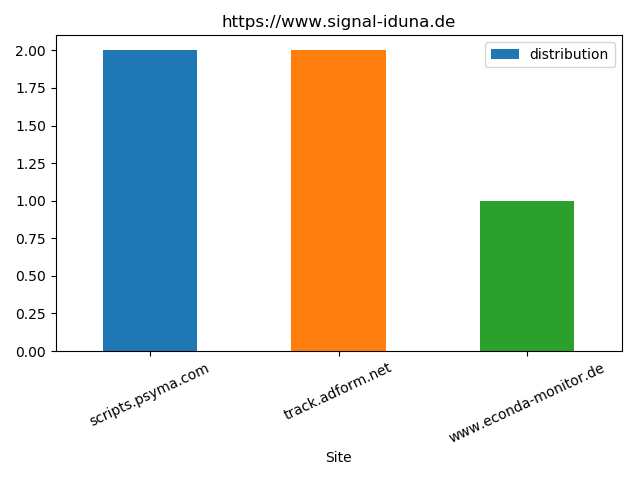 https://www.signal-iduna.de
distribution
2.00
1.75
1.50
1.25
1.00
0.75
0.50
0.25
0.00
scripts.psyma.com
track.adform.net
www.econda-monitor.de
Site